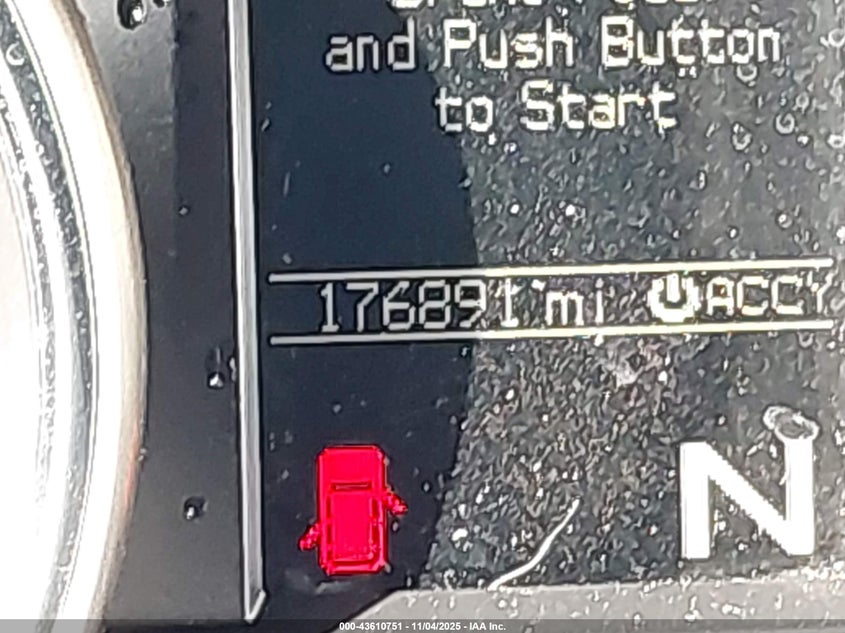 and Push Button
to Start
176891 mi ACCY
N
000-43610751 - 11/04/2025 - IAA Inc.